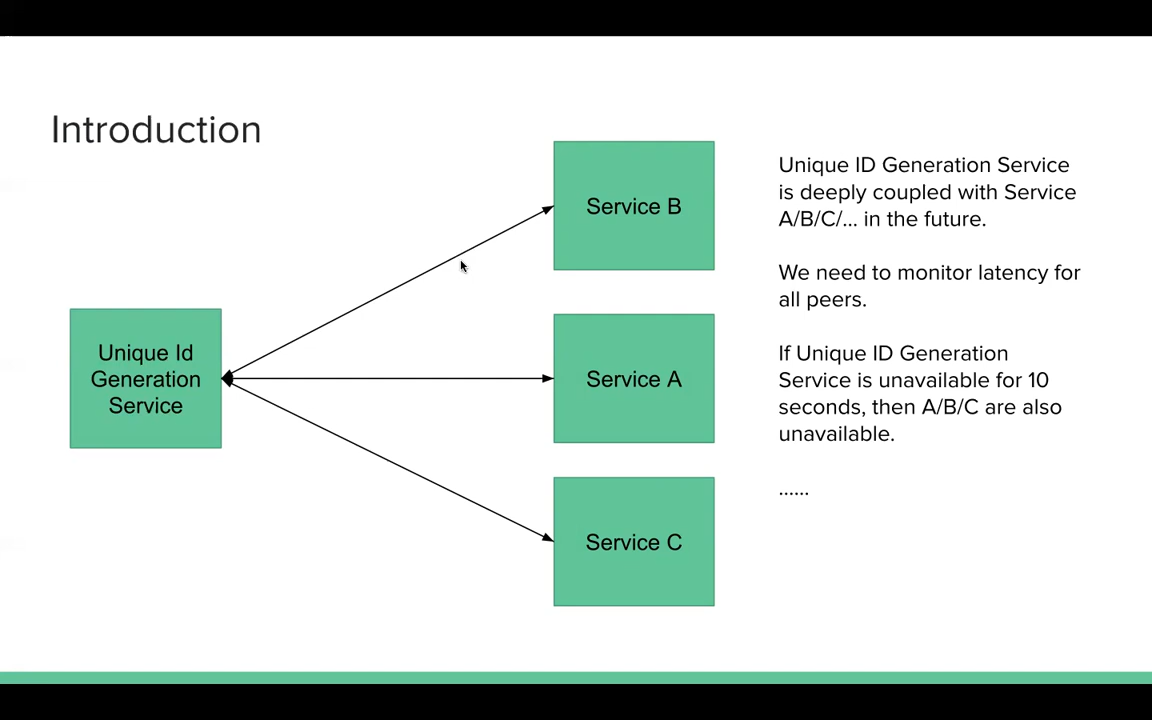 Introduction
Unique Id
Generation
Service
Service B
Service A
Service C
Unique ID Generation Service
is deeply coupled with Service
A/B/C/... in the future.
We need to monitor latency for
all peers.
If Unique ID Generation
Service is unavailable for 10
seconds, then A/B/C are also
unavailable.
......